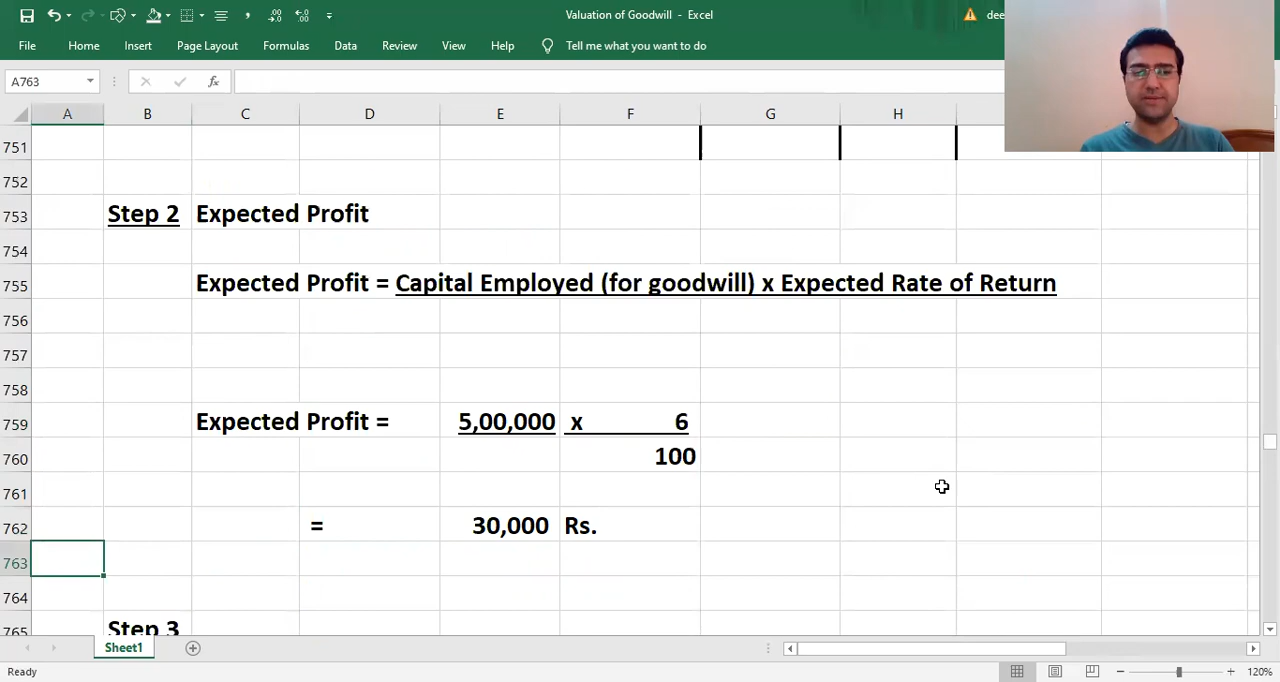 Valuation of Goodwill - Excel
dee
File Home Insert Page Layout Formulas Data Review View Help Tell me what you want to do
A763
fx
A B C D E F G H
751
752
753 Step 2 Expected Profit
754
755 Expected Profit = Capital Employed (for goodwill) x Expected Rate of Return
756
757
758
759 Expected Profit = 5,00,000 x 6
760 100
761
762 = 30,000 Rs.
763
764
765 Step 3
Sheet1
Ready
120%